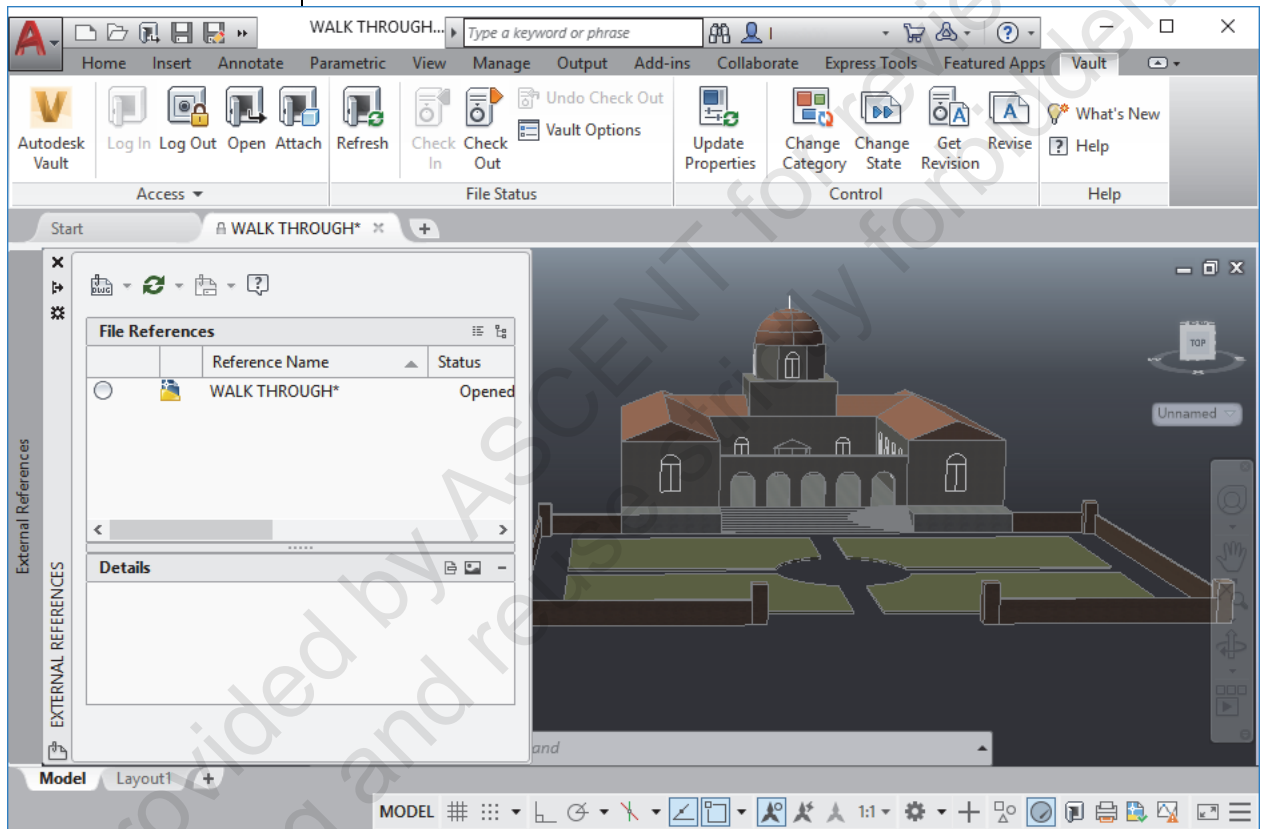 WALK THROUGH... Type a keyword or phrase
Home Insert Annotate Parametric View Manage Output Add-ins Collaborate Express Tools Featured Apps Vault
Autodesk Vault Log In Log Out Open Attach Refresh Check In Check Out Undo Check Out Vault Options Update Properties Change Category Change State Get Revision Revise What's New Help
Access File Status Control Help
Start WALK THROUGH* +
TOP
Unnamed
File References
Reference Name Status
WALK THROUGH* Opened
Details
External References
EXTERNAL REFERENCES
and
Model Layout1 +
MODEL 1:1
provided by ASCENT for review
and reuse strictly forbidden